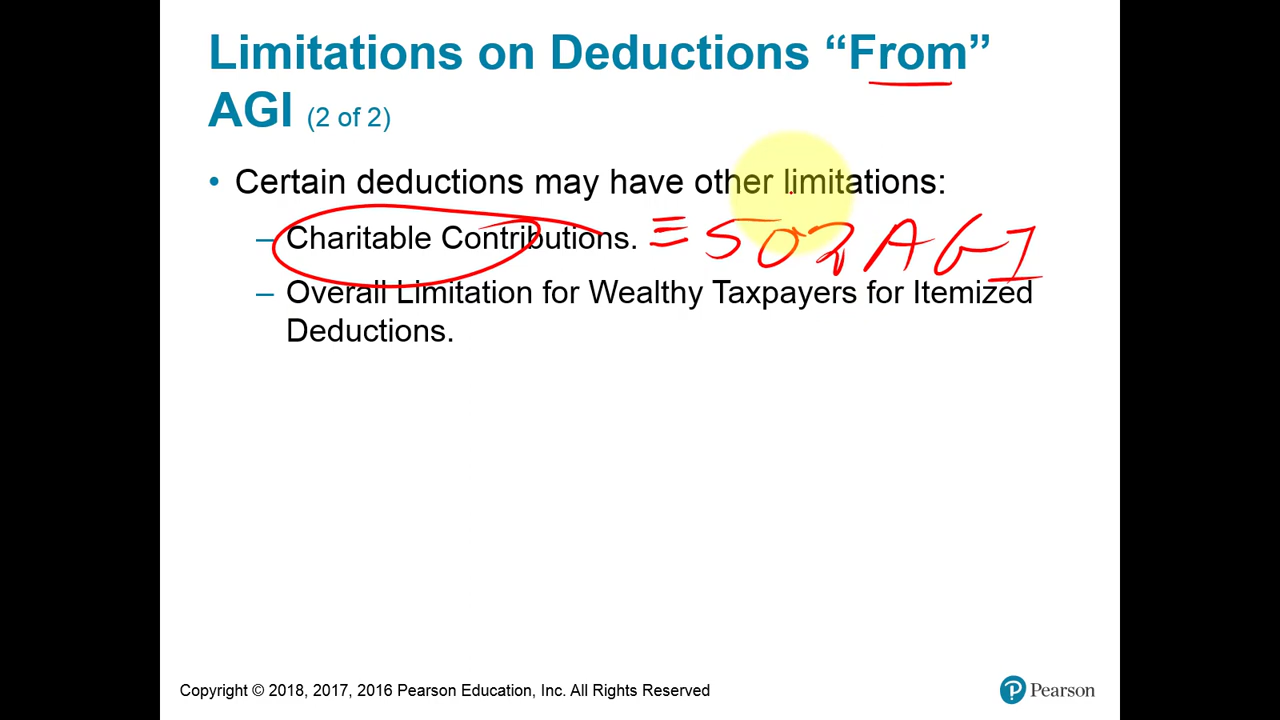 Limitations on Deductions “From”
AGI (2 of 2)
• Certain deductions may have other limitations:
– Charitable Contributions. ≡ 502 AGI
– Overall Limitation for Wealthy Taxpayers for Itemized
Deductions.
Copyright © 2018, 2017, 2016 Pearson Education, Inc. All Rights Reserved
P Pearson